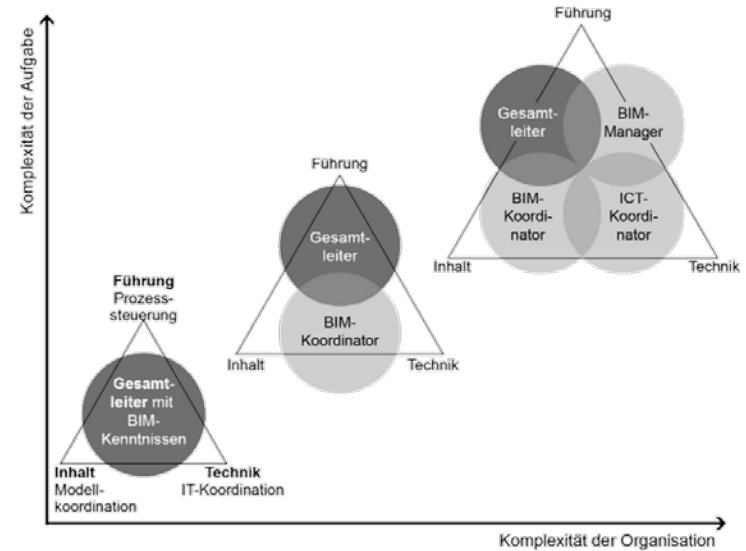 Komplexität der Aufgabe
Führung
Gesamt-
leiter
BIM-
Manager
BIM-
Koordi-
nator
ICT-
Koordi-
nator
Inhalt
Technik
Führung
Gesamt-
leiter
BIM-
Koordinator
Inhalt
Technik
Führung
Prozess-
steuerung
Gesamt-
leiter mit
BIM-
Kenntnissen
Inhalt
Modell-
koordination
Technik
IT-Koordination
Komplexität der Organisation